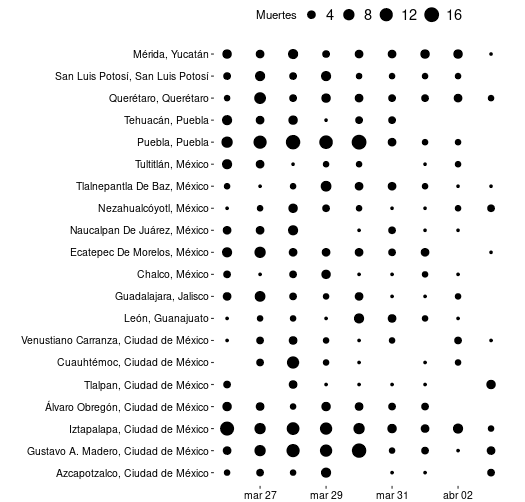 Muertes 4 8 12 16
Mérida, Yucatán
San Luis Potosí, San Luis Potosí
Querétaro, Querétaro
Tehuacán, Puebla
Puebla, Puebla
Tultitlán, México
Tlalnepantla De Baz, México
Nezahualcóyotl, México
Naucalpan De Juárez, México
Ecatepec De Morelos, México
Chalco, México
Guadalajara, Jalisco
León, Guanajuato
Venustiano Carranza, Ciudad de México
Cuauhtémoc, Ciudad de México
Tlalpan, Ciudad de México
Álvaro Obregón, Ciudad de México
Iztapalapa, Ciudad de México
Gustavo A. Madero, Ciudad de México
Azcapotzalco, Ciudad de México
mar 27 mar 29 mar 31 abr 02